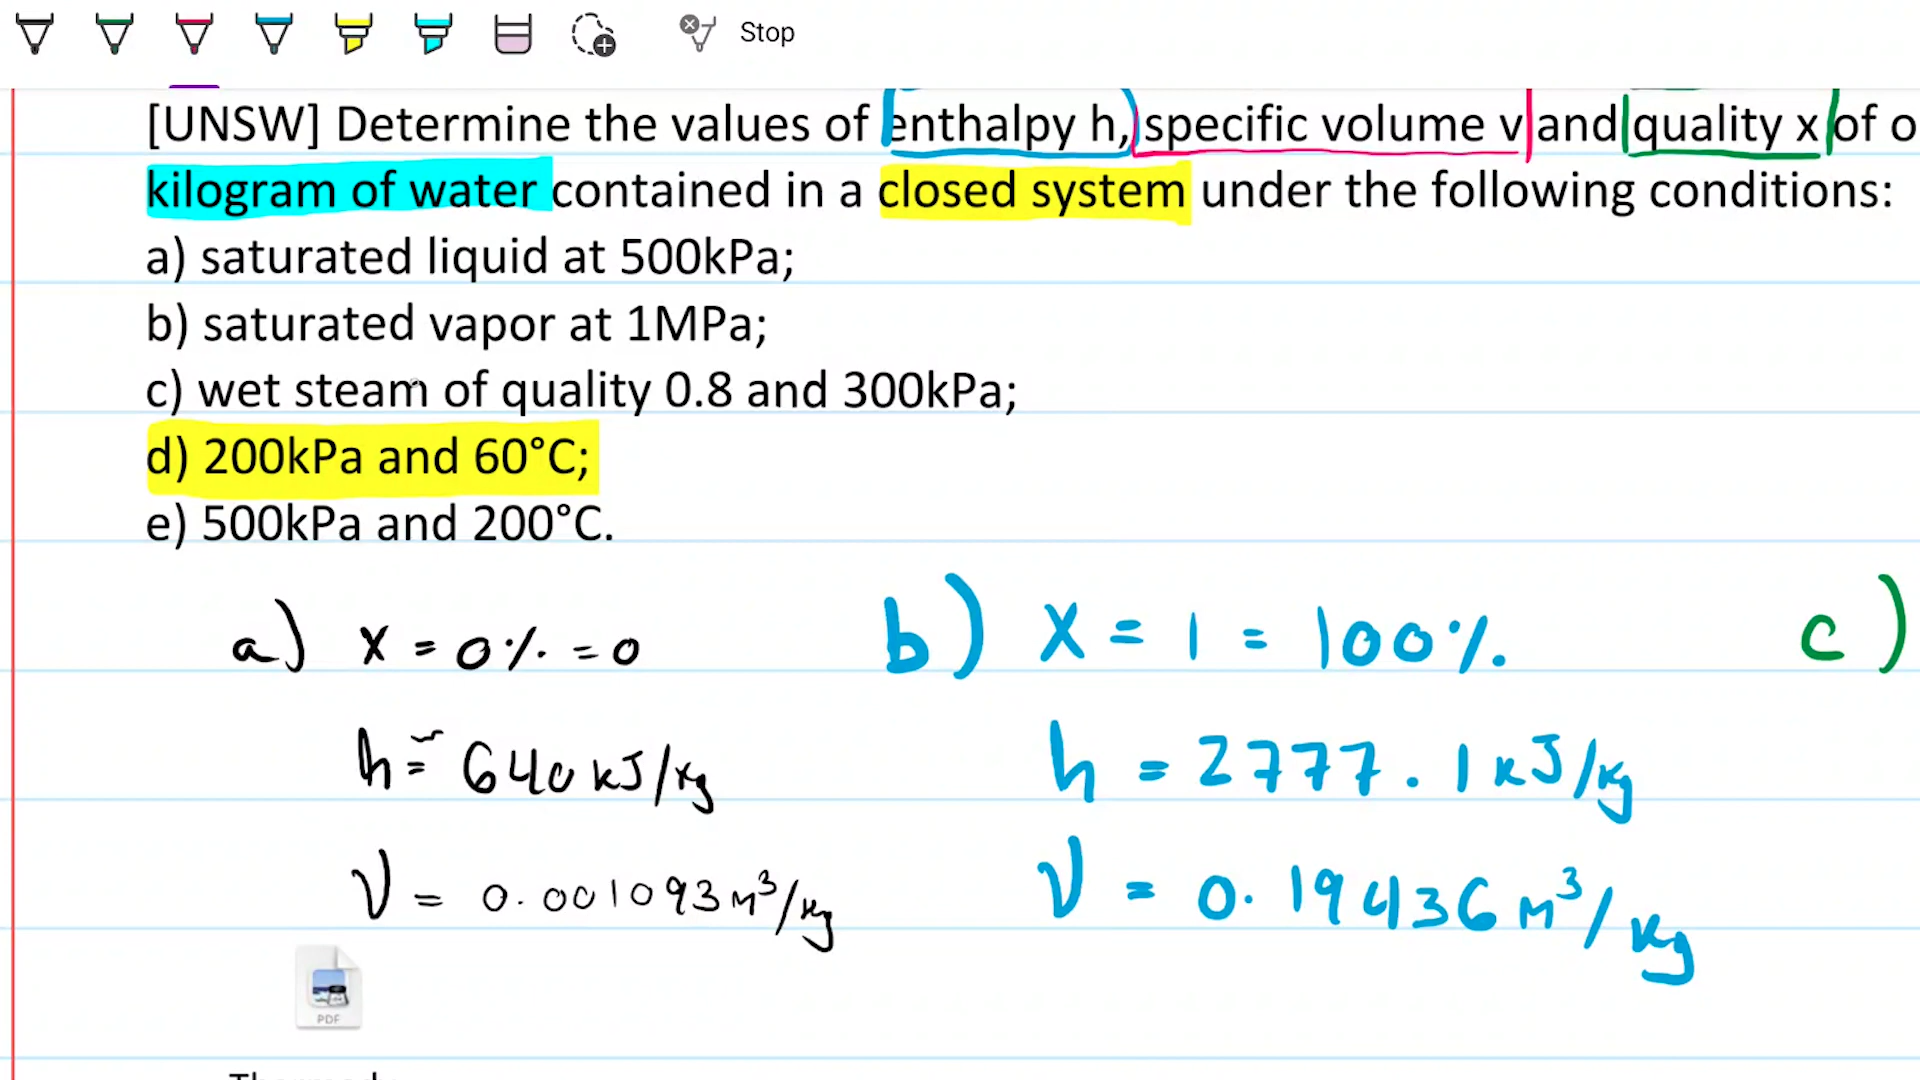 Stop
[UNSW] Determine the values of enthalpy h, specific volume v and quality x of o
kilogram of water contained in a closed system under the following conditions:
a) saturated liquid at 500kPa;
b) saturated vapor at 1MPa;
c) wet steam of quality 0.8 and 300kPa;
d) 200kPa and 60°C;
e) 500kPa and 200°C.
a) x = 0% = 0
h = 640 kJ/kg
v = 0.001093 m³/kg
b) x = 1 = 100%.
h = 2777.1 kJ/kg
v = 0.19436 m³/kg
c)
PDF